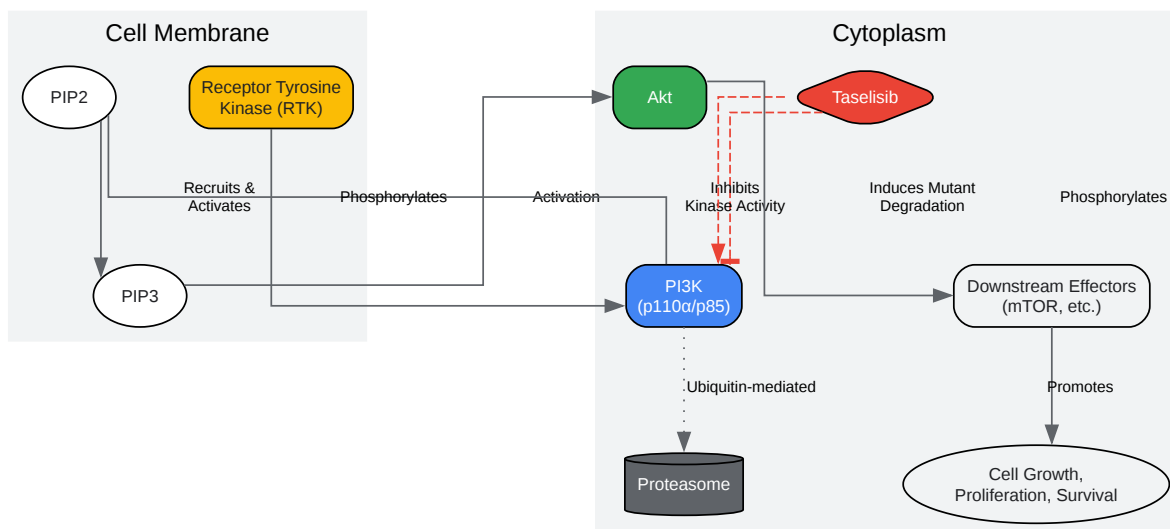 Cell Membrane
Cytoplasm
PIP2
Receptor Tyrosine
Kinase (RTK)
Akt
Taselisib
Recruits &
Activates
Phosphorylates
Activation
Inhibits
Kinase Activity
Induces Mutant
Degradation
Phosphorylates
PIP3
PI3K
(p110α/p85)
Downstream Effectors
(mTOR, etc.)
Ubiquitin-mediated
Promotes
Proteasome
Cell Growth,
Proliferation, Survival